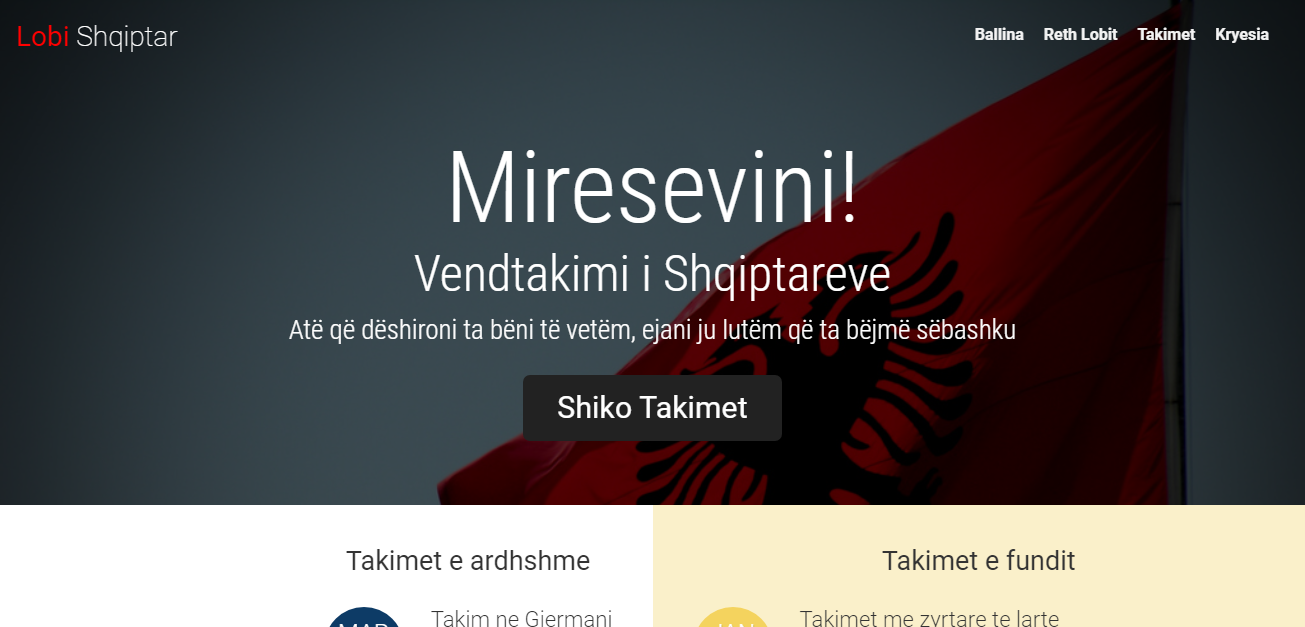 Lobi Shqiptar
Ballina Reth Lobit Takimet Kryesia
Miresevini!
Vendtakimi i Shqiptareve
Atë që dëshironi ta bëni të vetëm, ejani ju lutëm që ta bëjmë sëbashku
Shiko Takimet
Takimet e ardhshme
Takimet e fundit
MAR
Takim ne Gjermani
JAN
Takimet me zyrtare te larte